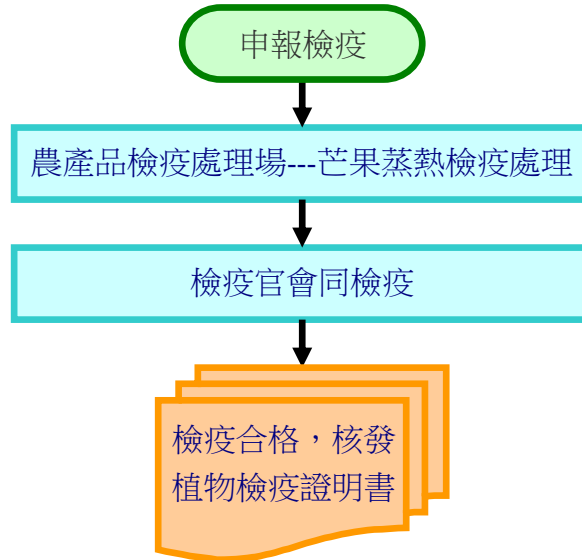 申報檢疫
農產品檢疫處理場---芒果蒸熱檢疫處理
檢疫官會同檢疫
檢疫合格，核發
植物檢疫證明書